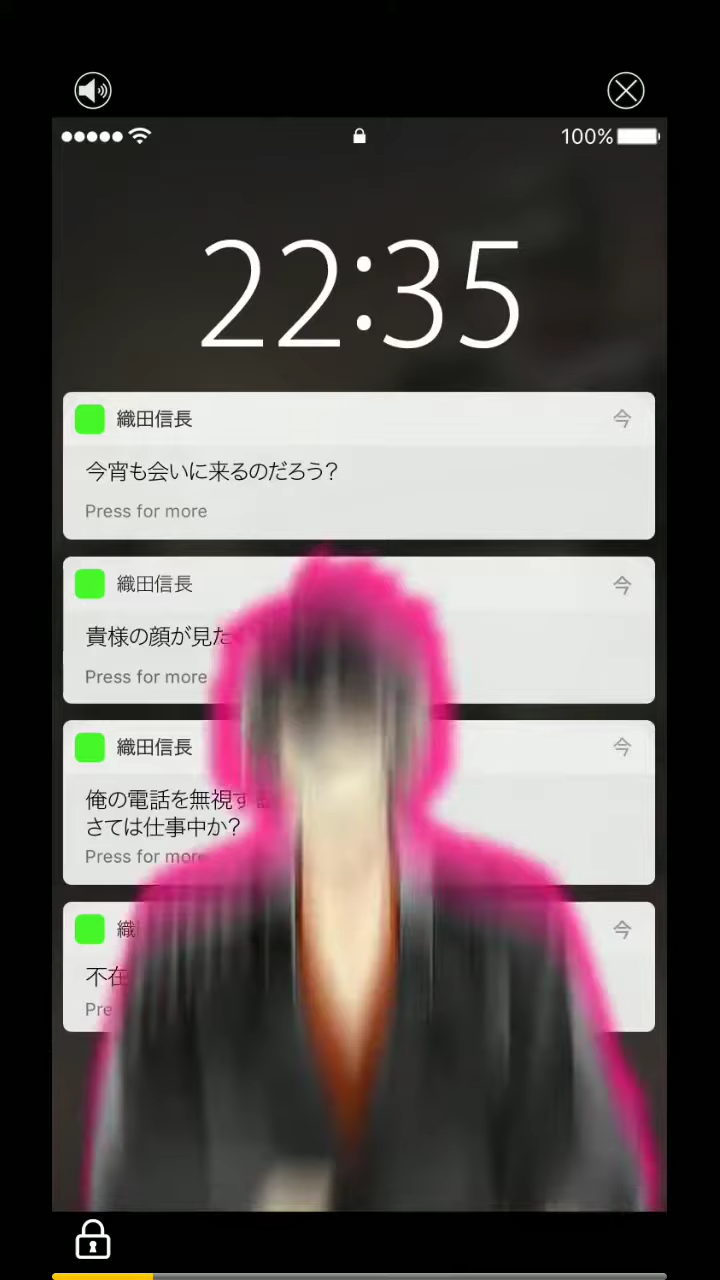 100%
22:35
織田信長 今
今宵も会いに来るのだろう?
Press for more
織田信長 今
貴様の顔が見た
Press for more
織田信長 今
俺の電話を無視す
さては仕事中か?
Press for more
織 今
不在
Pre